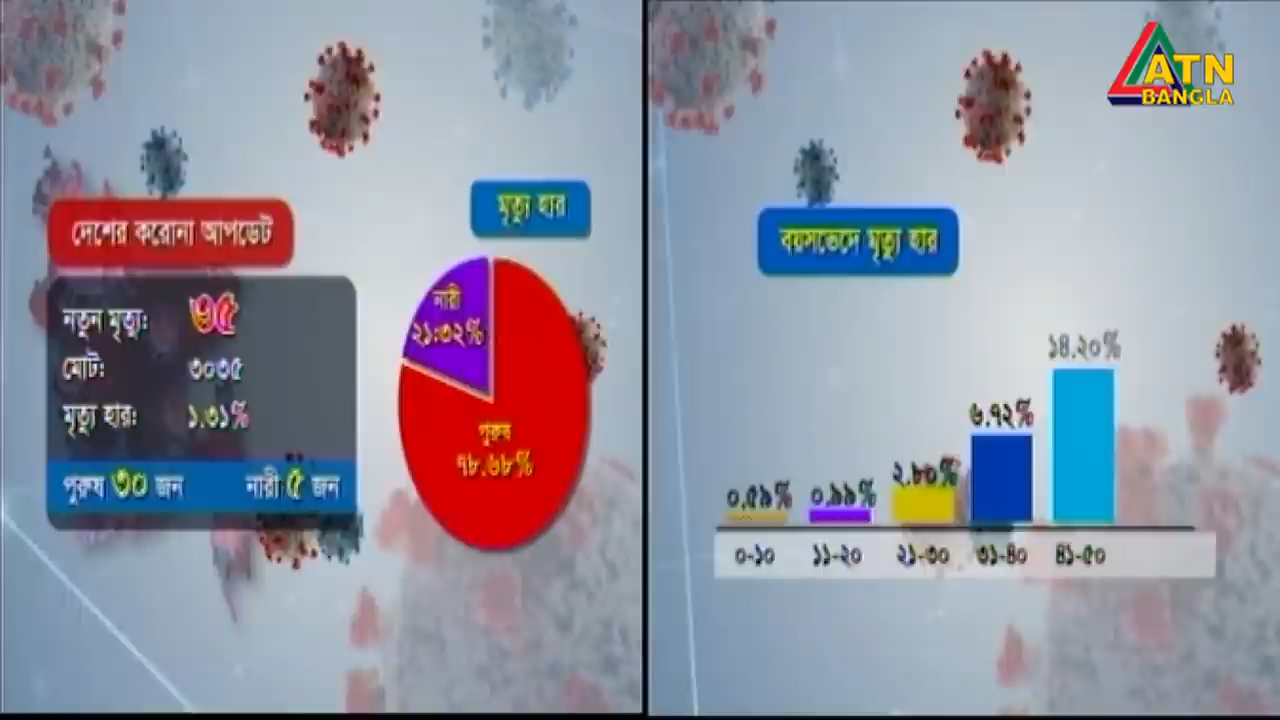 ATN
BANGLA
দেশের করোনা আপডেট
নতুন মৃত্যু: ৩৫
মোট: ৩০৩৫
মৃত্যু হার: ১.৩১%
পুরুষ ৩০ জন নারী ৫ জন
মৃত্যু হার
নারী
২১.৩২%
পুরুষ
৭৮.৬৮%
বয়সভেদে মৃত্যু হার
১৪.২০%
৬.৭২%
২.৮০%
০.৫৯% ০.৯৯%
০-১০ ১১-২০ ২১-৩০ ৩১-৪০ ৪১-৫০